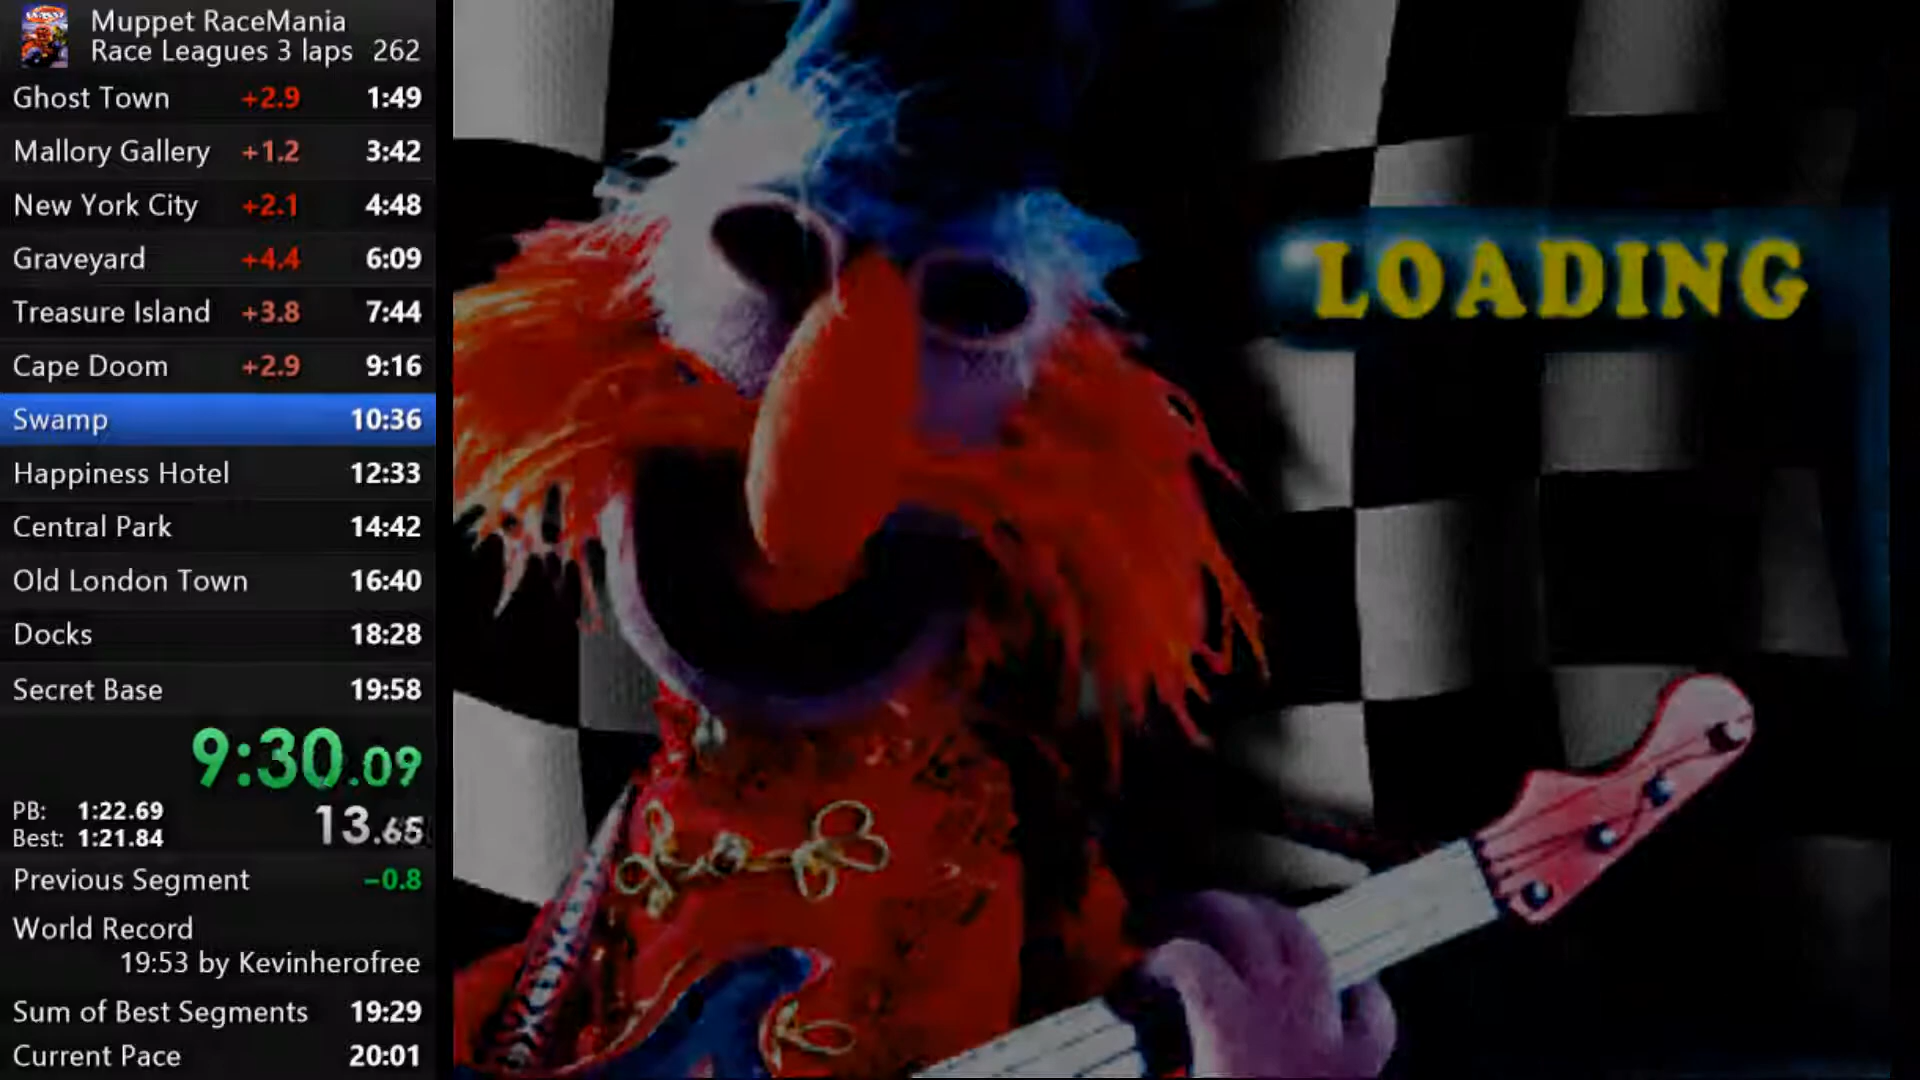 Muppet RaceMania
Race Leagues 3 laps 262
Ghost Town +2.9 1:49
Mallory Gallery +1.2 3:42
New York City +2.1 4:48
Graveyard +4.4 6:09
Treasure Island +3.8 7:44
Cape Doom +2.9 9:16
Swamp 10:36
Happiness Hotel 12:33
Central Park 14:42
Old London Town 16:40
Docks 18:28
Secret Base 19:58
9:30.09
PB: 1:22.69
Best: 1:21.84
13.65
Previous Segment −0.8
World Record
19:53 by Kevinherofree
Sum of Best Segments 19:29
Current Pace 20:01
LOADING